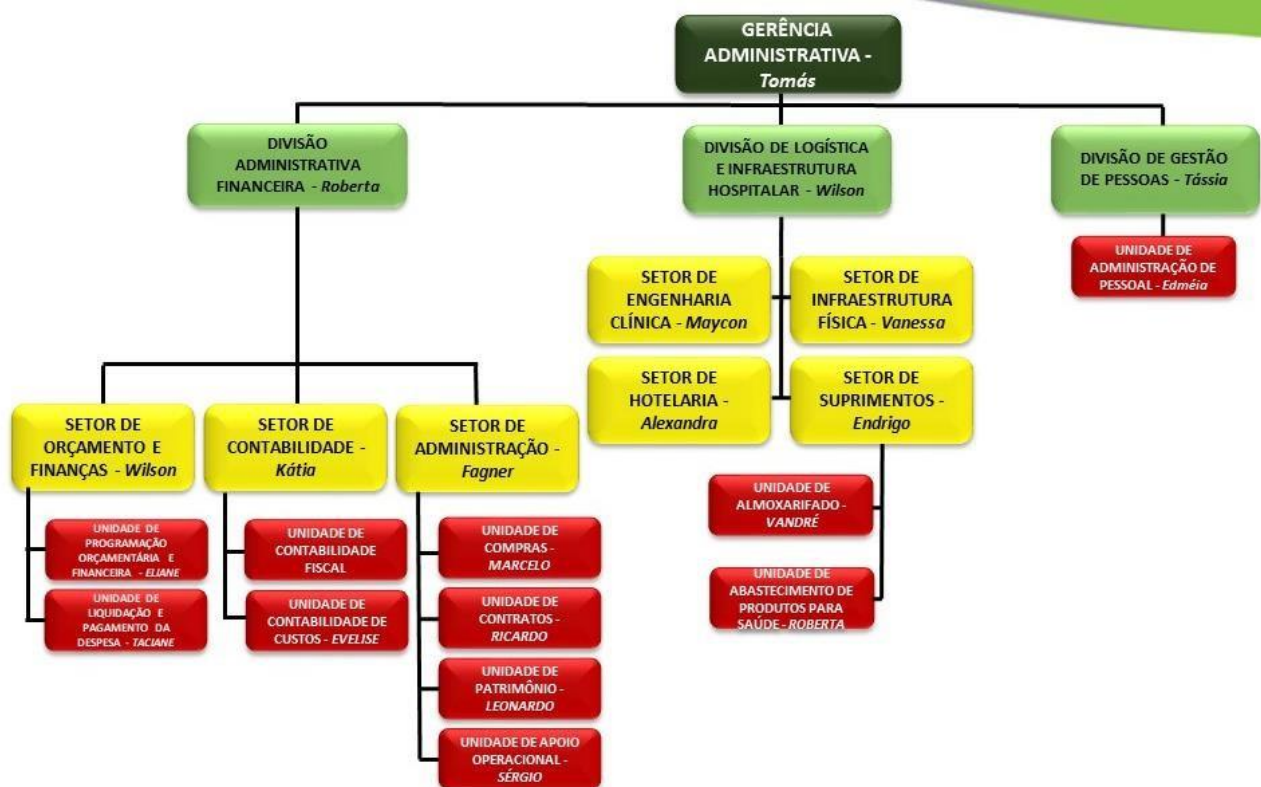 GERÊNCIA
ADMINISTRATIVA -
Tomás
DIVISÃO
ADMINISTRATIVA
FINANCEIRA - Roberta
DIVISÃO DE LOGÍSTICA
E INFRAESTRUTURA
HOSPITALAR - Wilson
DIVISÃO DE GESTÃO
DE PESSOAS - Tássia
UNIDADE DE
ADMINISTRAÇÃO DE
PESSOAL - Edméia
SETOR DE
ENGENHARIA
CLÍNICA - Maycon
SETOR DE
INFRAESTRUTURA
FÍSICA - Vanessa
SETOR DE
HOTELARIA -
Alexandra
SETOR DE
SUPRIMENTOS -
Endrigo
SETOR DE
ORÇAMENTO E
FINANÇAS - Wilson
SETOR DE
CONTABILIDADE -
Kátia
SETOR DE
ADMINISTRAÇÃO -
Fagner
UNIDADE DE
PROGRAMAÇÃO
ORÇAMENTÁRIA E
FINANCEIRA - ELIANE
UNIDADE DE
LIQUIDAÇÃO E
PAGAMENTO DA
DESPESA - TACIANE
UNIDADE DE
CONTABILIDADE
FISCAL
UNIDADE DE
CONTABILIDADE DE
CUSTOS - EVELISE
UNIDADE DE
COMPRAS -
MARCELO
UNIDADE DE
CONTRATOS -
RICARDO
UNIDADE DE
PATRIMÔNIO -
LEONARDO
UNIDADE DE APOIO
OPERACIONAL -
SÉRGIO
UNIDADE DE
ALMOXARIFADO -
VANDRÉ
UNIDADE DE
ABASTECIMENTO DE
PRODUTOS PARA
SAÚDE - ROBERTA